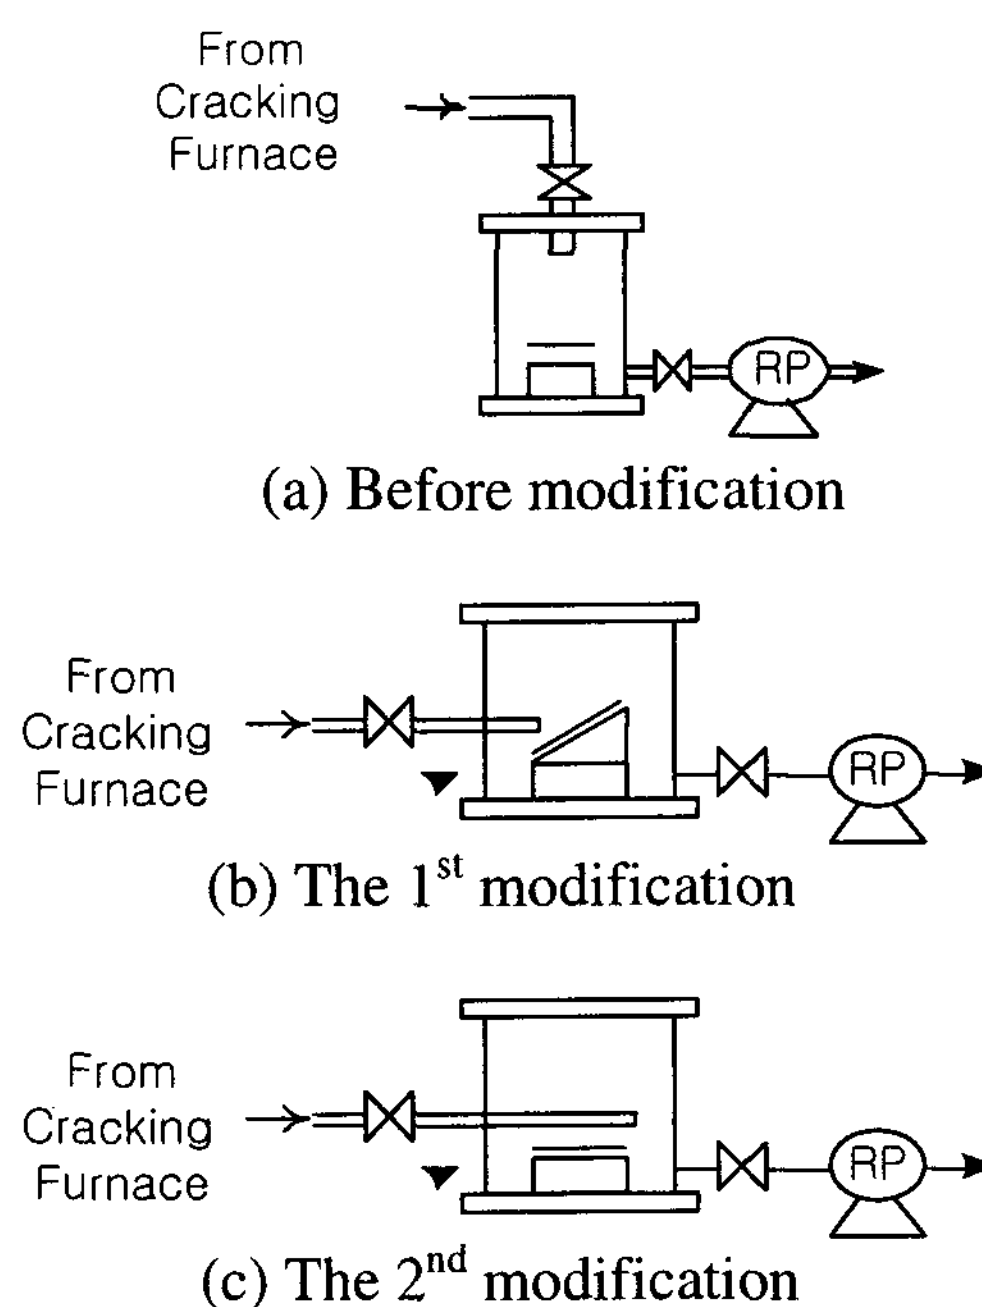 From
Cracking
Furnace
RP
(a) Before modification
From
Cracking
Furnace
RP
(b) The 1st modification
From
Cracking
Furnace
RP
(c) The 2nd modification